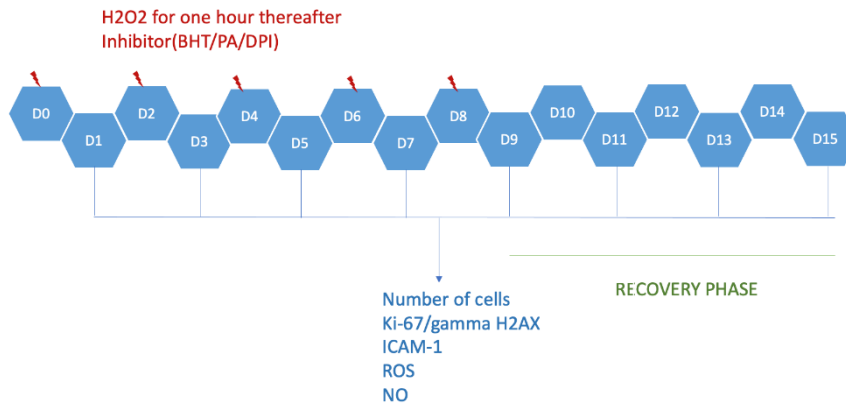 H2O2 for one hour thereafter
Inhibitor(BHT/PA/DPI)
D0
D1
D2
D3
D4
D5
D6
D7
D8
D9
D10
D11
D12
D13
D14
D15
RECOVERY PHASE
Number of cells
Ki-67/gamma H2AX
ICAM-1
ROS
NO